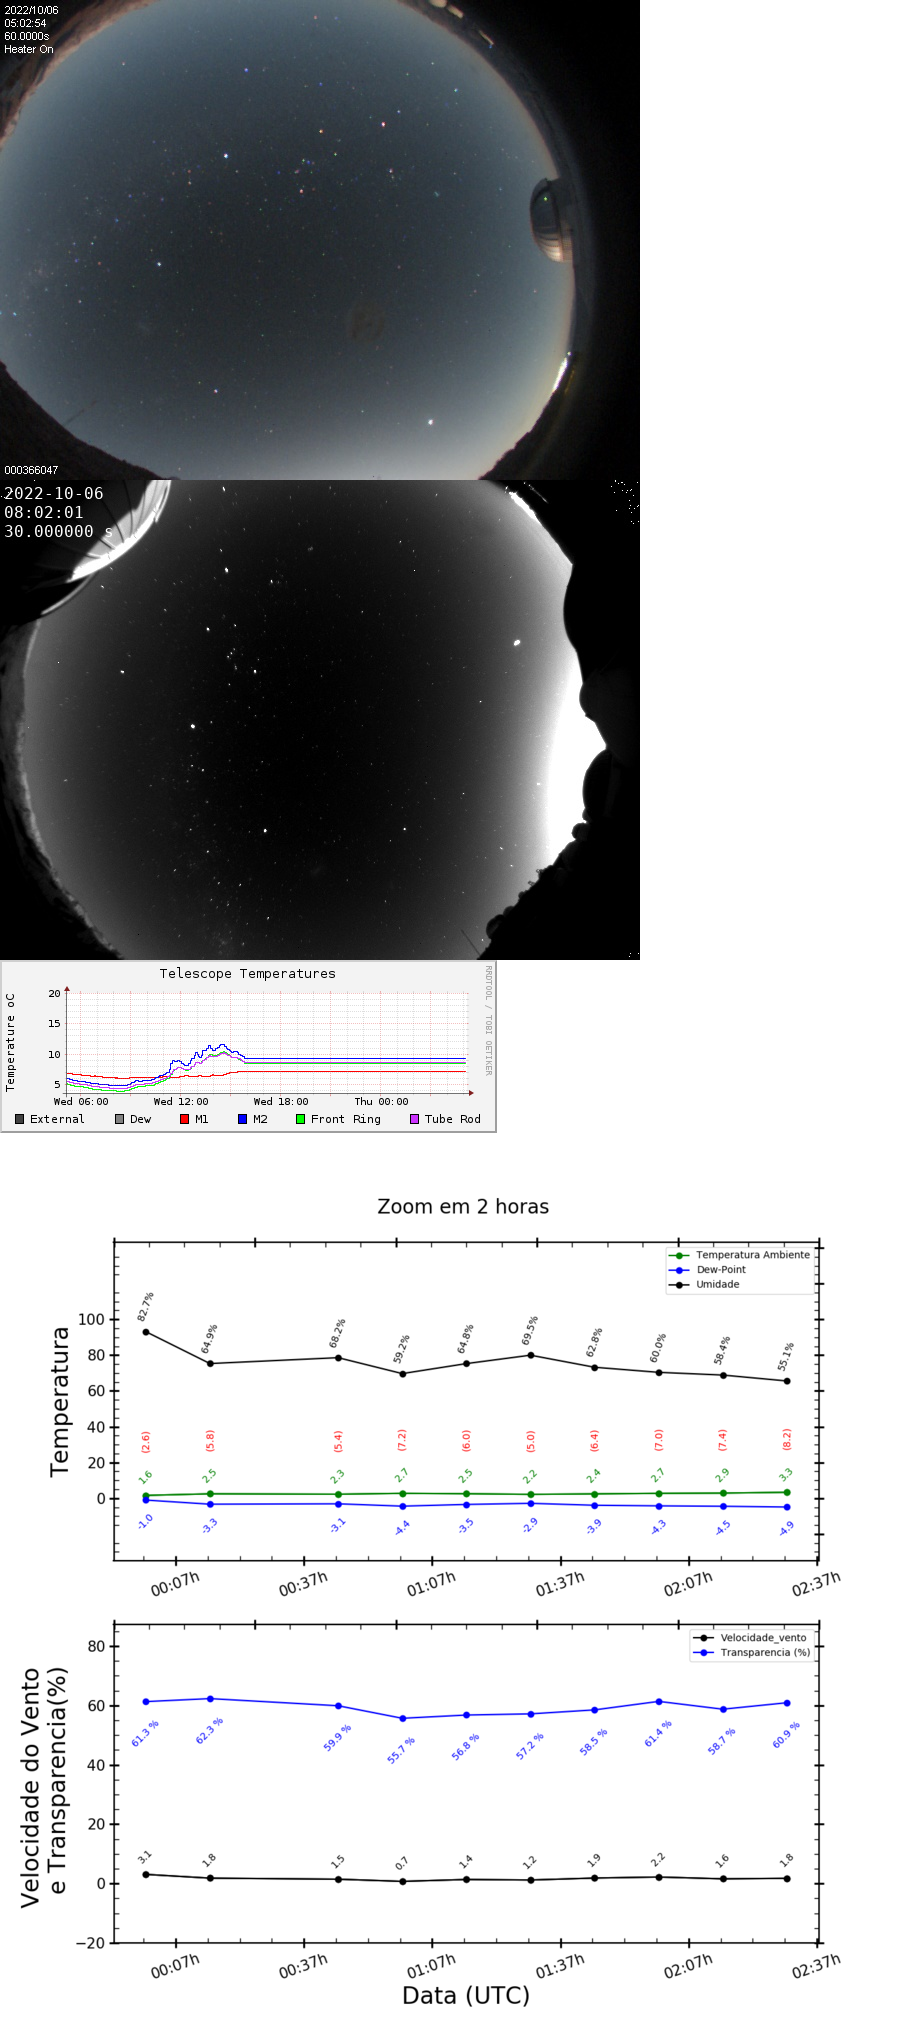 2022/10/06
05:02:54
60.0000s
Heater On
000366047
2022-10-06
08:02:01
30.000000 s
Telescope Temperatures
RRDTOOL / TOBI OETIKER
Temperature oC
20
15
10
5
Wed 06:00 Wed 12:00 Wed 18:00 Thu 00:00
External Dew M1 M2 Front Ring Tube Rod
Zoom em 2 horas
Temperatura Ambiente
Dew-Point
Umidade
Temperatura
100
80
60
40
20
0
82.7% 64.9% 68.2% 59.2% 64.8% 69.5% 62.8% 60.0% 58.4% 55.1%
(2.6) (5.8) (5.4) (7.2) (6.0) (5.0) (6.4) (7.0) (7.4) (8.2)
1.6 2.5 2.3 2.7 2.5 2.2 2.4 2.7 2.9 3.3
-1.0 -3.3 -3.1 -4.4 -3.5 -2.9 -3.9 -4.3 -4.5 -4.9
00:07h 00:37h 01:07h 01:37h 02:07h 02:37h
Velocidade_vento
Transparencia (%)
Velocidade do Vento
e Transparencia(%)
80
60
40
20
0
−20
61.3 % 62.3 % 59.9 % 55.7 % 56.8 % 57.2 % 58.5 % 61.4 % 58.7 % 60.9 %
3.1 1.8 1.5 0.7 1.4 1.2 1.9 2.2 1.6 1.8
00:07h 00:37h 01:07h 01:37h 02:07h 02:37h
Data (UTC)